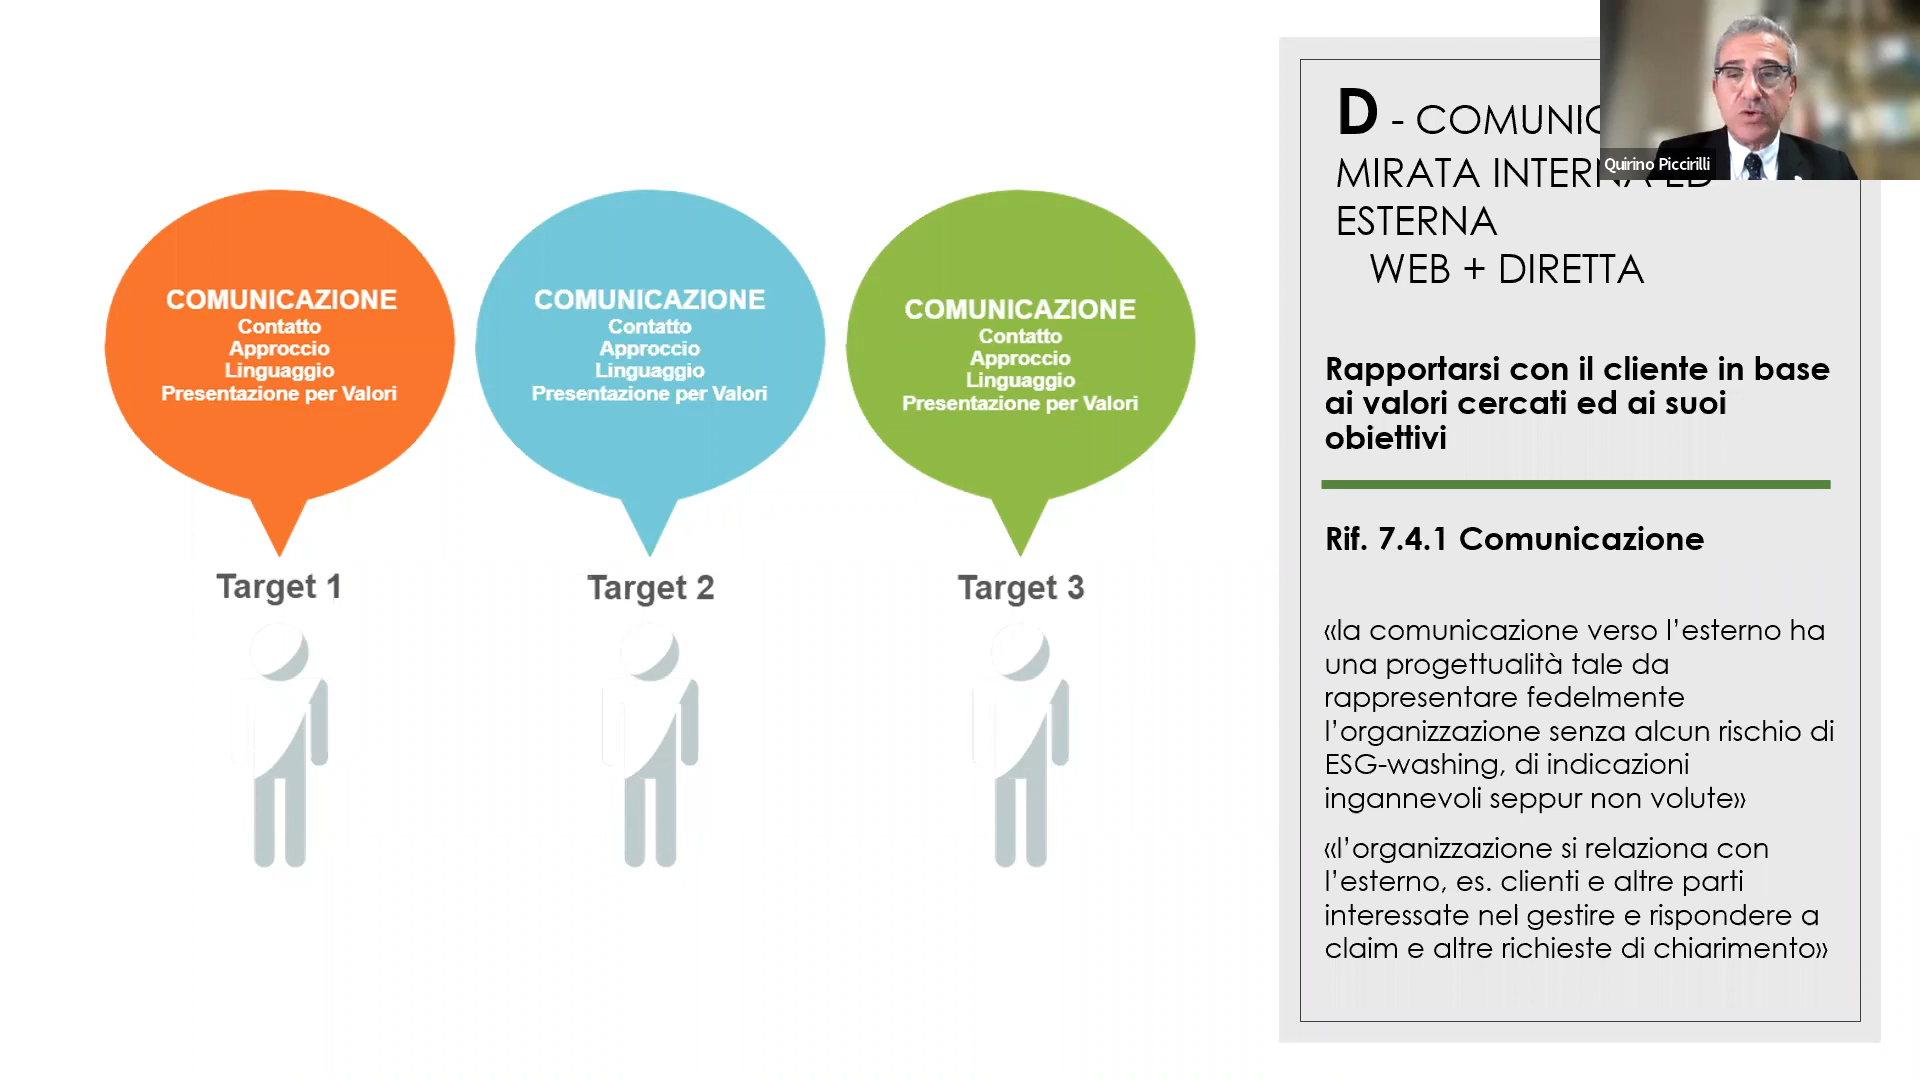 COMUNICAZIONE
Contatto
Approccio
Linguaggio
Presentazione per Valori
Target 1
COMUNICAZIONE
Contatto
Approccio
Linguaggio
Presentazione per Valori
Target 2
COMUNICAZIONE
Contatto
Approccio
Linguaggio
Presentazione per Valori
Target 3
D - COMUNIC
MIRATA INTERNA ED
ESTERNA
WEB + DIRETTA
Quirino Piccirilli
Rapportarsi con il cliente in base
ai valori cercati ed ai suoi
obiettivi
Rif. 7.4.1 Comunicazione
«la comunicazione verso l’esterno ha
una progettualità tale da
rappresentare fedelmente
l’organizzazione senza alcun rischio di
ESG-washing, di indicazioni
ingannevoli seppur non volute»
«l’organizzazione si relaziona con
l’esterno, es. clienti e altre parti
interessate nel gestire e rispondere a
claim e altre richieste di chiarimento»